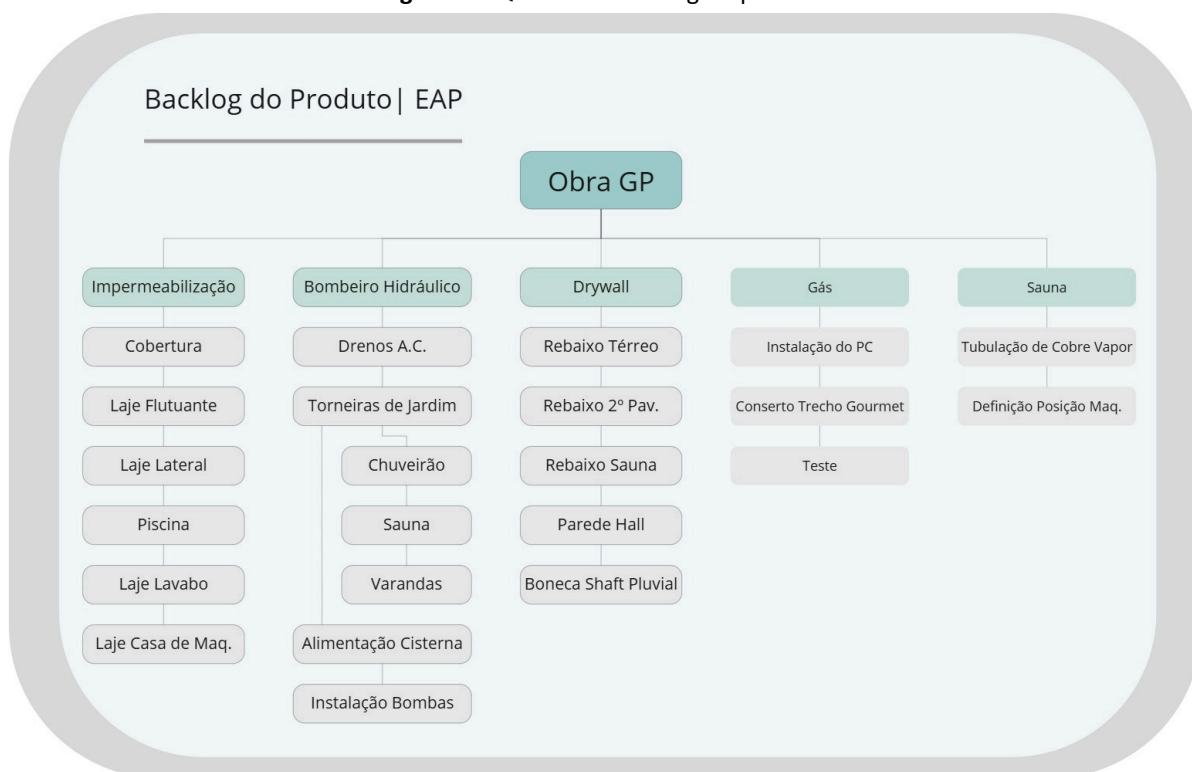 Backlog do Produto| EAP
Obra GP
Impermeabilização
Cobertura
Laje Flutuante
Laje Lateral
Piscina
Laje Lavabo
Laje Casa de Maq.
Bombeiro Hidráulico
Drenos A.C.
Torneiras de Jardim
Chuveirão
Sauna
Varandas
Alimentação Cisterna
Instalação Bombas
Drywall
Rebaixo Térreo
Rebaixo 2º Pav.
Rebaixo Sauna
Parede Hall
Boneca Shaft Pluvial
Gás
Instalação do PC
Conserto Trecho Gourmet
Teste
Sauna
Tubulação de Cobre Vapor
Definição Posição Maq.